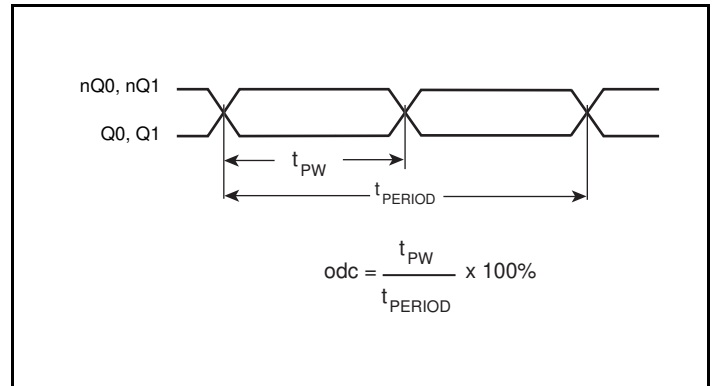 nQ0, nQ1
Q0, Q1
tPW
tPERIOD
odc = tPW / tPERIOD x 100%